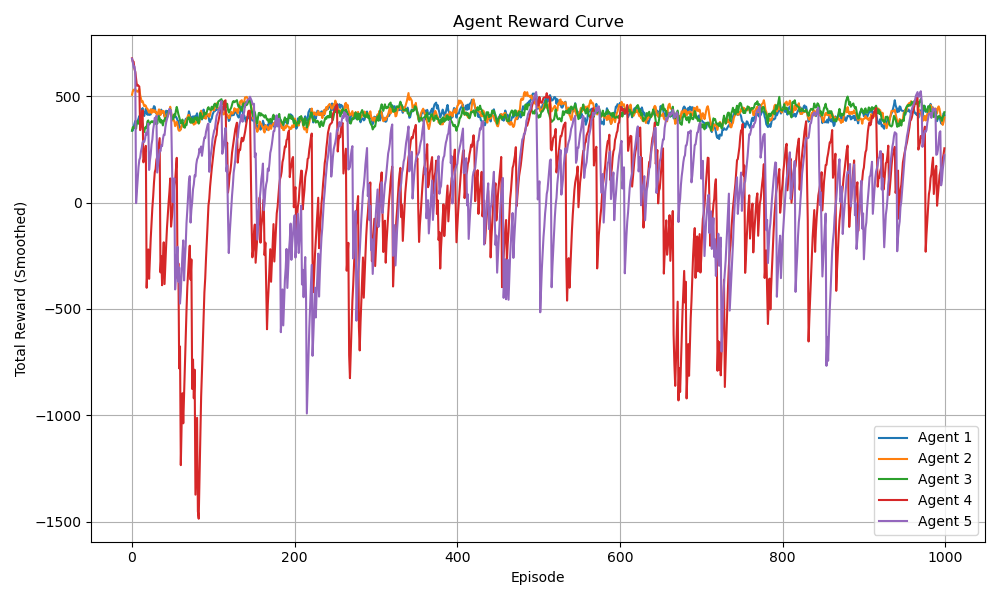 Agent Reward Curve
Total Reward (Smoothed)
500
0
−500
−1000
−1500
0 200 400 600 800 1000
Episode
Agent 1
Agent 2
Agent 3
Agent 4
Agent 5